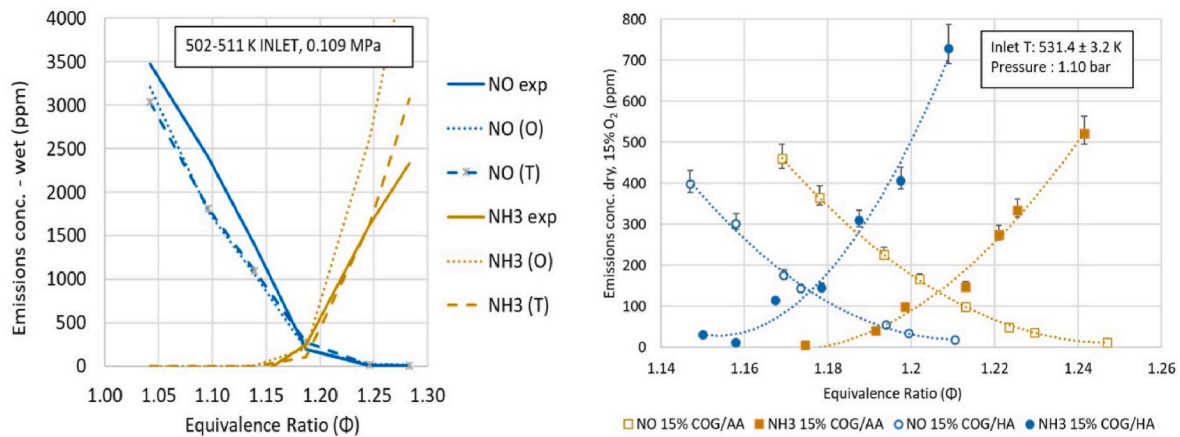 4000
3500
3000
2500
2000
1500
1000
500
0
Emissions conc. - wet (ppm)
502-511 K INLET, 0.109 MPa
1.00 1.05 1.10 1.15 1.20 1.25 1.30
Equivalence Ratio (Φ)
NO exp
NO (O)
NO (T)
NH3 exp
NH3 (O)
NH3 (T)
800
700
600
500
400
300
200
100
0
Emissions conc. dry, 15% O₂ (ppm)
Inlet T: 531.4 ± 3.2 K
Pressure : 1.10 bar
1.14 1.16 1.18 1.2 1.22 1.24 1.26
Equivalence Ratio (Φ)
NO 15% COG/AA NH3 15% COG/AA NO 15% COG/HA NH3 15% COG/HA